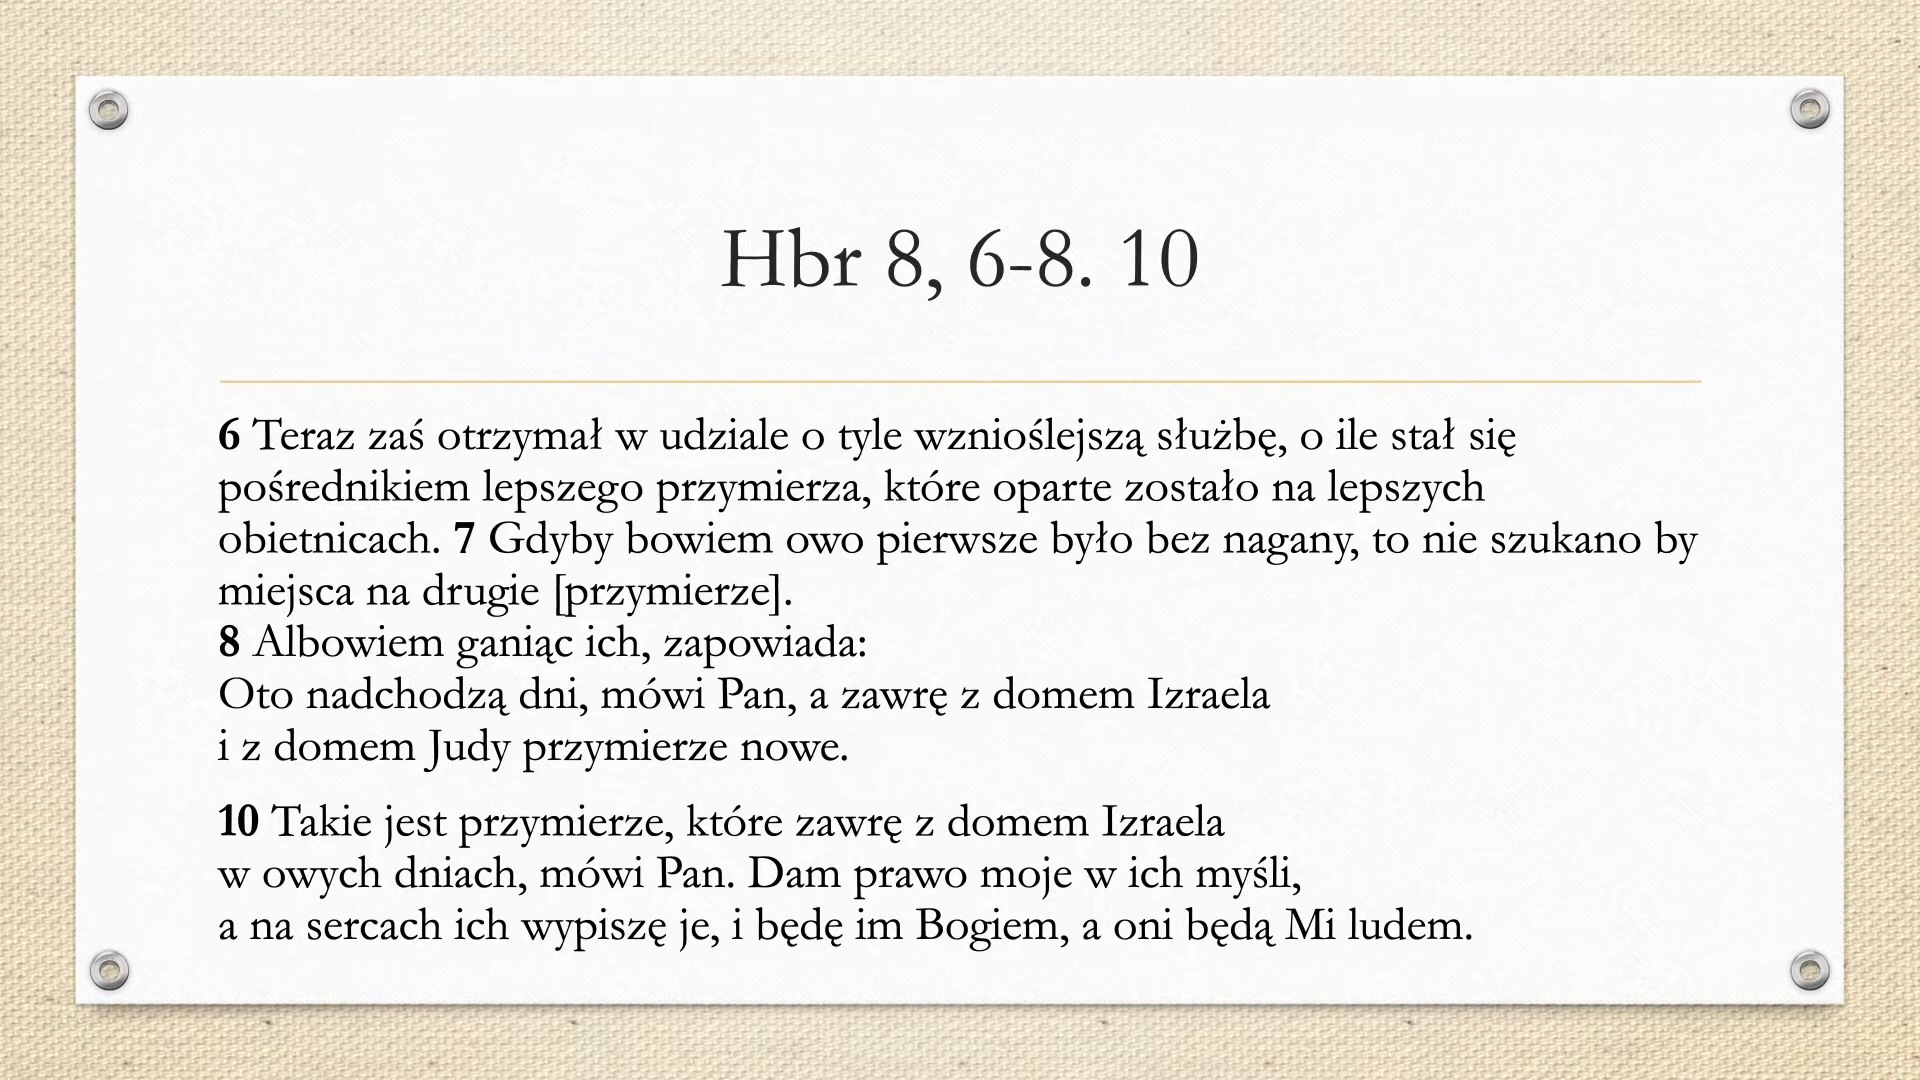 Hbr 8, 6-8. 10
6 Teraz zaś otrzymał w udziale o tyle wznioślejszą służbę, o ile stał się
pośrednikiem lepszego przymierza, które oparte zostało na lepszych
obietnicach. 7 Gdyby bowiem owo pierwsze było bez nagany, to nie szukano by
miejsca na drugie [przymierze].
8 Albowiem ganiąc ich, zapowiada:
Oto nadchodzą dni, mówi Pan, a zawrę z domem Izraela
i z domem Judy przymierze nowe.
10 Takie jest przymierze, które zawrę z domem Izraela
w owych dniach, mówi Pan. Dam prawo moje w ich myśli,
a na sercach ich wypiszę je, i będę im Bogiem, a oni będą Mi ludem.